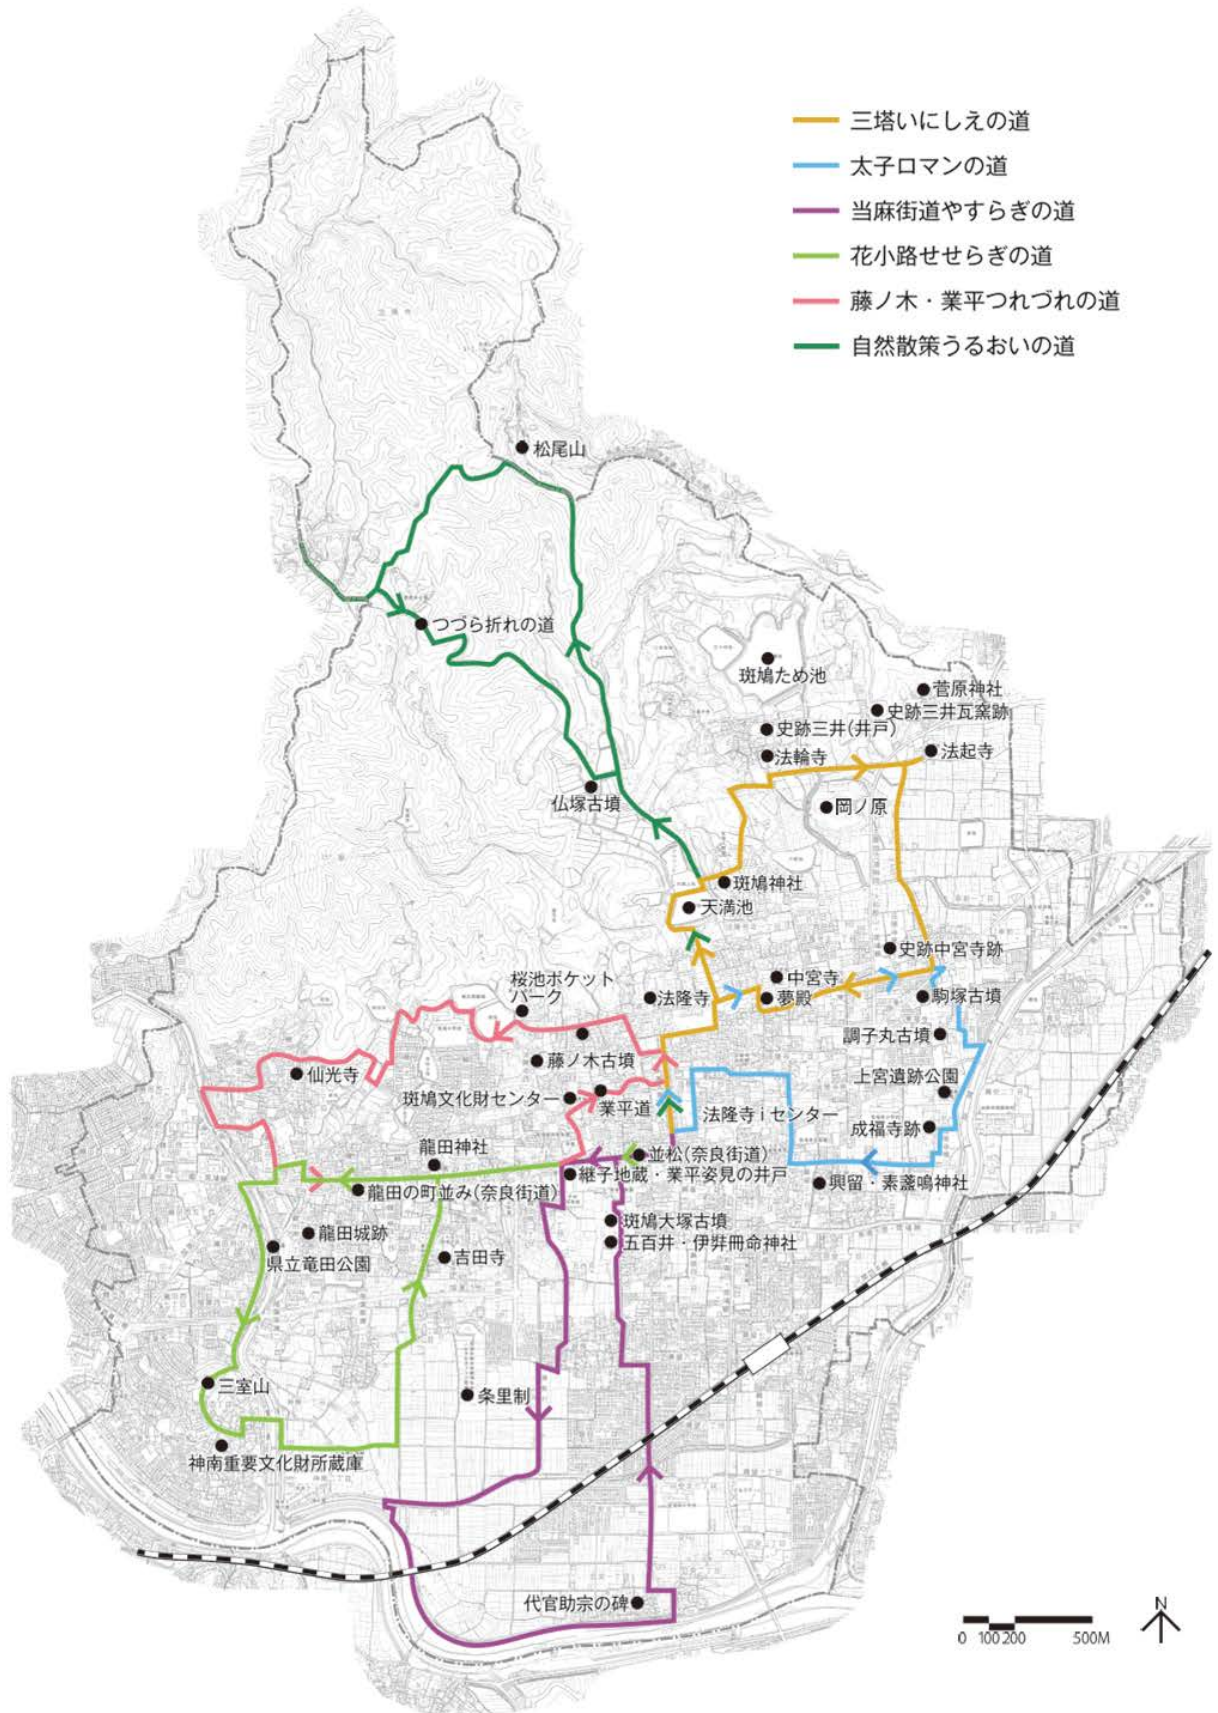 三塔いにしえの道
太子ロマンの道
当麻街道やすらぎの道
花小路せせらぎの道
藤ノ木・業平つれづれの道
自然散策うるおいの道
松尾山
つづら折れの道
斑鳩ため池
菅原神社
史跡三井瓦窯跡
史跡三井(井戸)
法輪寺
法起寺
仏塚古墳
岡ノ原
斑鳩神社
天満池
史跡中宮寺跡
桜池ポケット
パーク
中宮寺
法隆寺
夢殿
駒塚古墳
調子丸古墳
藤ノ木古墳
仙光寺
上宮遺跡公園
斑鳩文化財センター
業平道
法隆寺 i センター
成福寺跡
龍田神社
並松(奈良街道)
継子地蔵・業平姿見の井戸
興留・素盞鳴神社
龍田の町並み(奈良街道)
斑鳩大塚古墳
龍田城跡
五百井・伊弉冊命神社
県立竜田公園
吉田寺
三室山
条里制
神南重要文化財所蔵庫
代官助宗の碑
N
0 100 200 500M